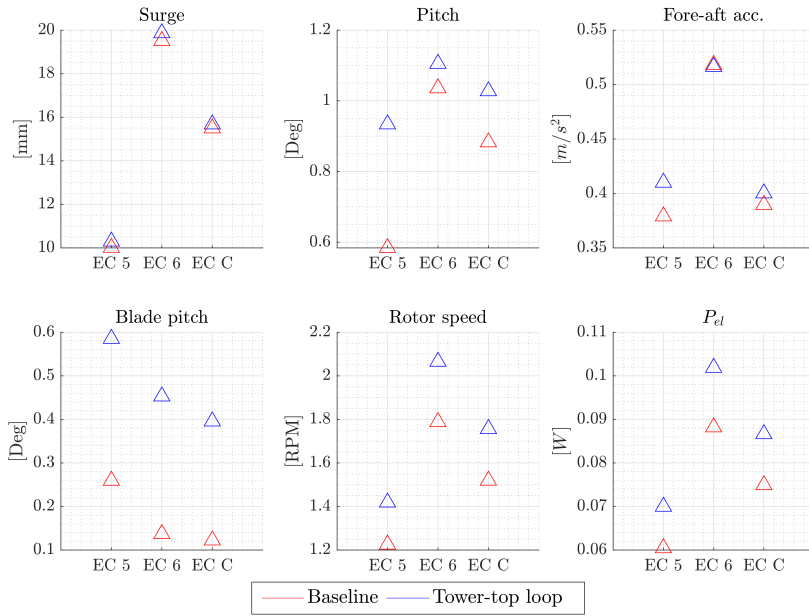 Surge
20
18
16
14
12
10
[mm]
EC 5 EC 6 EC C
Pitch
1.2
1
0.8
0.6
[Deg]
EC 5 EC 6 EC C
Fore-aft acc.
0.55
0.5
0.45
0.4
0.35
[m/s²]
EC 5 EC 6 EC C
Blade pitch
0.6
0.5
0.4
0.3
0.2
0.1
[Deg]
EC 5 EC 6 EC C
Rotor speed
2.2
2
1.8
1.6
1.4
1.2
[RPM]
EC 5 EC 6 EC C
P_el
0.11
0.1
0.09
0.08
0.07
0.06
[W]
EC 5 EC 6 EC C
Baseline
Tower-top loop